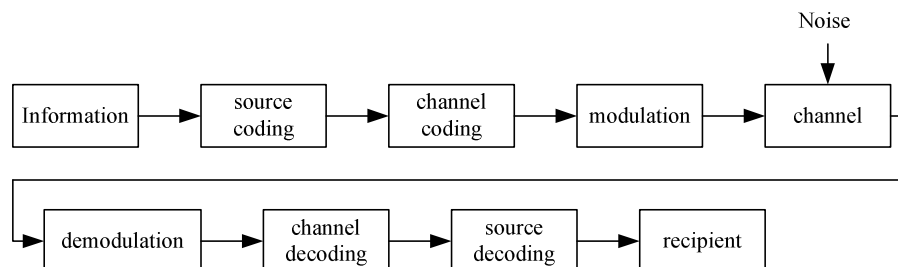 Noise
Information
source
coding
channel
coding
modulation
channel
demodulation
channel
decoding
source
decoding
recipient